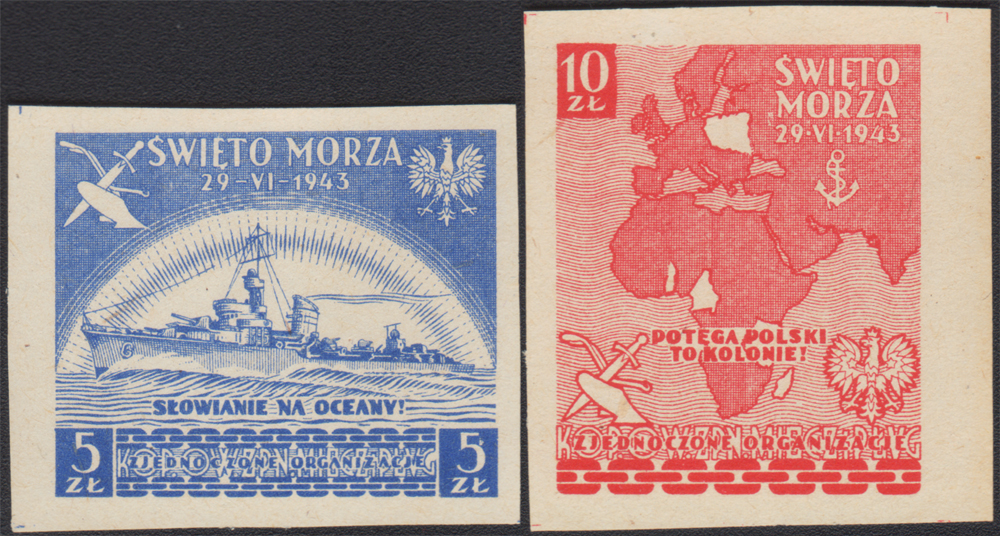 ŚWIĘTO MORZA
29-VI-1943
6
SŁOWIANIE NA OCEANY!
5 ZŁ
ZJEDNOCZONE ORGANIZACJE
5 ZŁ
10 ZŁ
ŚWIĘTO
MORZA
29·VI·1943
POTĘGA POLSKI
TO KOLONIE!
ZJEDNOCZONE ORGANIZACJE